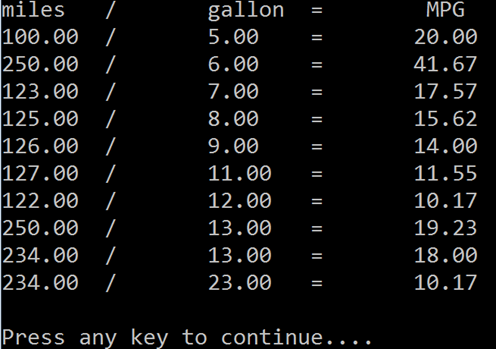 miles / gallon = MPG
100.00 / 5.00 = 20.00
250.00 / 6.00 = 41.67
123.00 / 7.00 = 17.57
125.00 / 8.00 = 15.62
126.00 / 9.00 = 14.00
127.00 / 11.00 = 11.55
122.00 / 12.00 = 10.17
250.00 / 13.00 = 19.23
234.00 / 13.00 = 18.00
234.00 / 23.00 = 10.17
Press any key to continue....